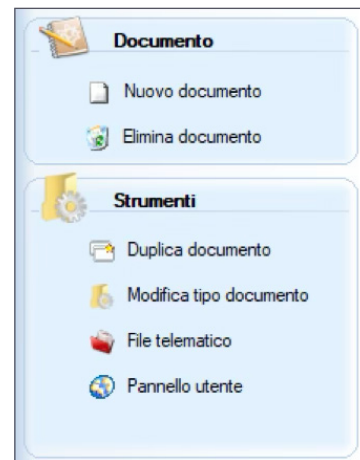 Documento
Nuovo documento
Elimina documento
Strumenti
Duplica documento
Modifica tipo documento
File telematico
Pannello utente